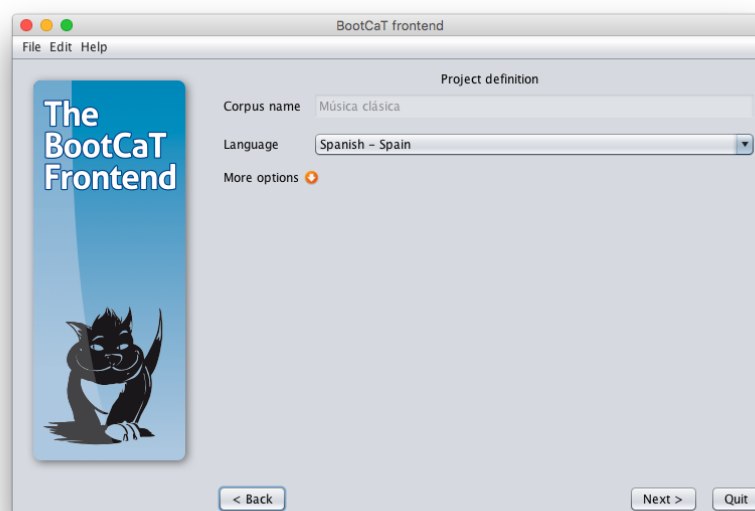 BootCaT frontend
File Edit Help
The
BootCaT
Frontend
Project definition
Corpus name Música clásica
Language Spanish – Spain
More options
< Back Next > Quit